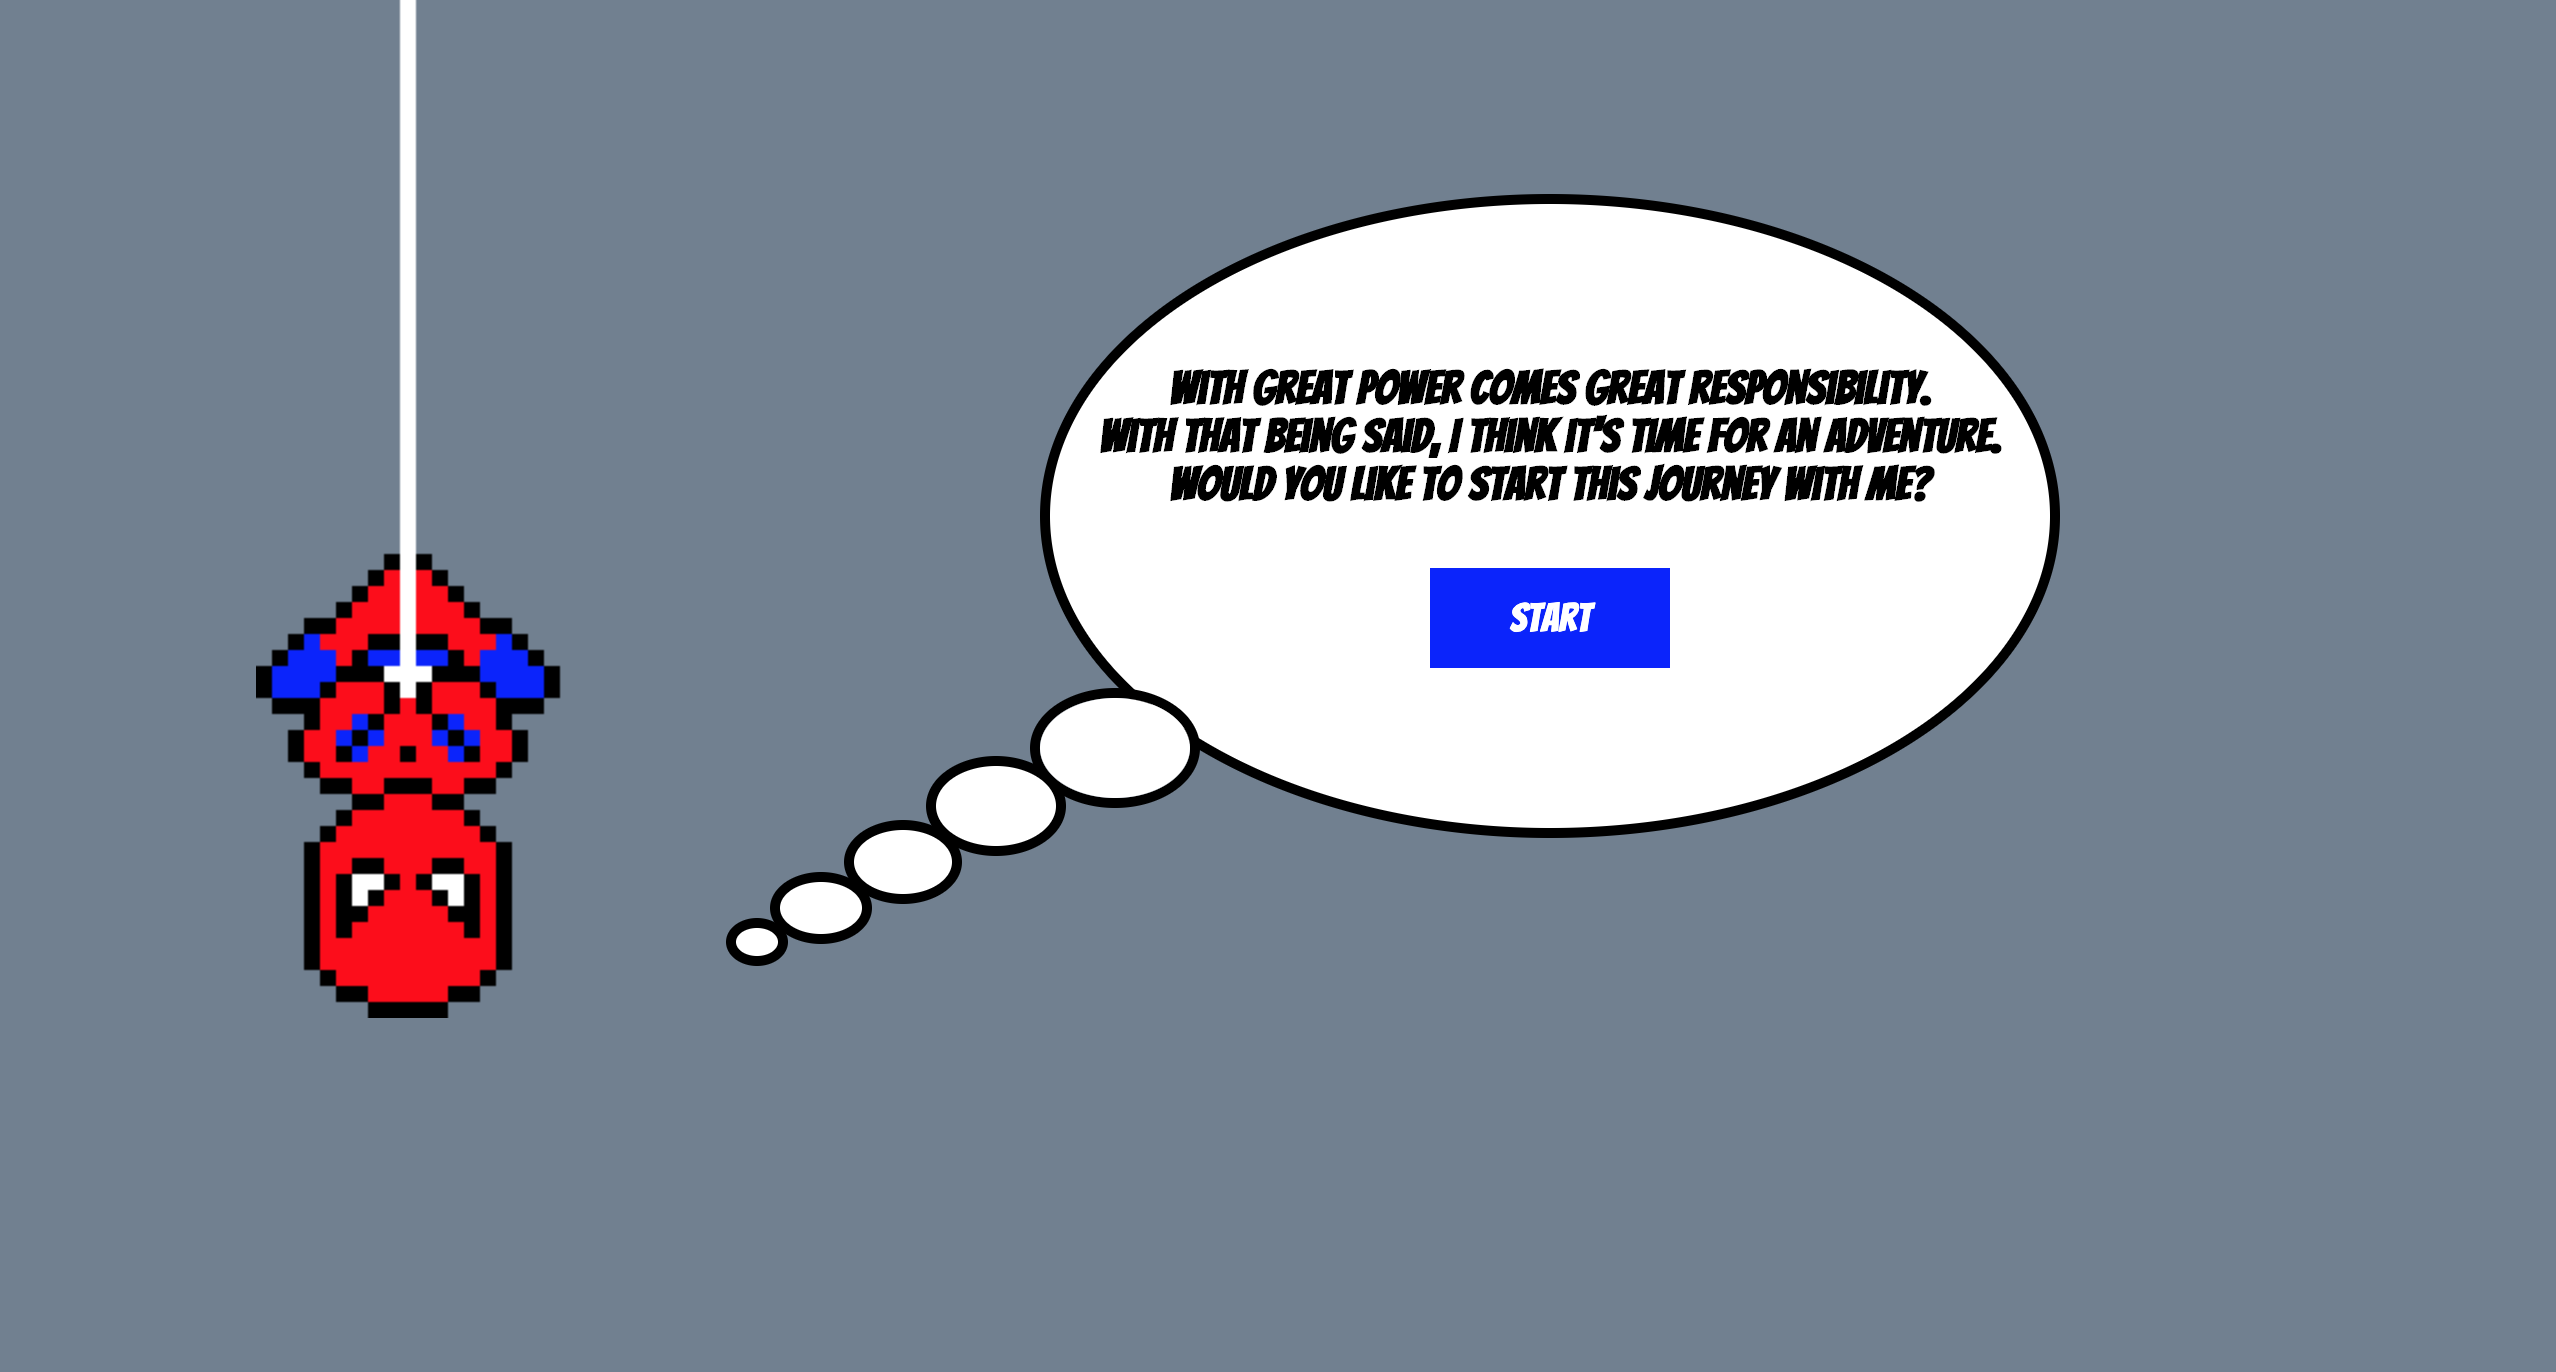 WITH GREAT POWER COMES GREAT RESPONSIBILITY.
WITH THAT BEING SAID, I THINK IT'S TIME FOR AN ADVENTURE.
WOULD YOU LIKE TO START THIS JOURNEY WITH ME?
START